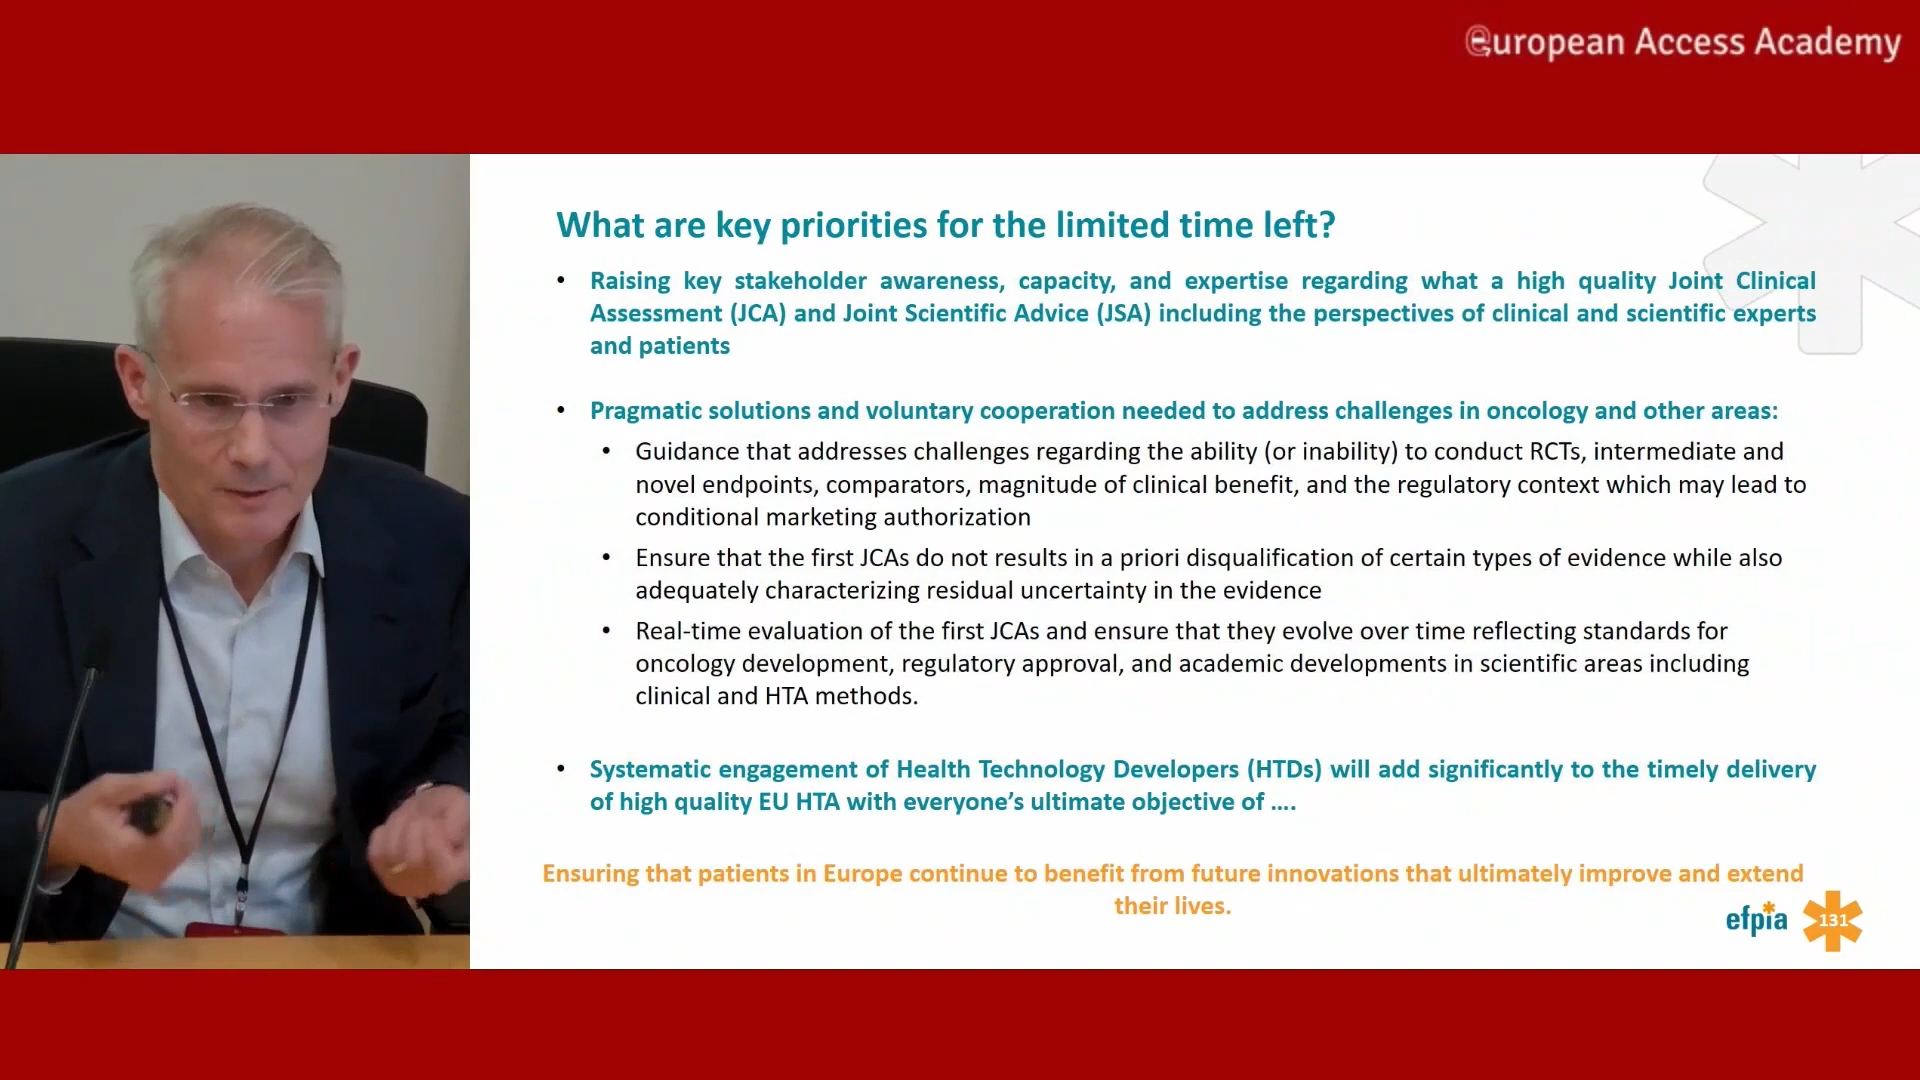 European Access Academy
What are key priorities for the limited time left?
• Raising key stakeholder awareness, capacity, and expertise regarding what a high quality Joint Clinical
Assessment (JCA) and Joint Scientific Advice (JSA) including the perspectives of clinical and scientific experts
and patients
• Pragmatic solutions and voluntary cooperation needed to address challenges in oncology and other areas:
• Guidance that addresses challenges regarding the ability (or inability) to conduct RCTs, intermediate and
novel endpoints, comparators, magnitude of clinical benefit, and the regulatory context which may lead to
conditional marketing authorization
• Ensure that the first JCAs do not results in a priori disqualification of certain types of evidence while also
adequately characterizing residual uncertainty in the evidence
• Real-time evaluation of the first JCAs and ensure that they evolve over time reflecting standards for
oncology development, regulatory approval, and academic developments in scientific areas including
clinical and HTA methods.
• Systematic engagement of Health Technology Developers (HTDs) will add significantly to the timely delivery
of high quality EU HTA with everyone’s ultimate objective of ….
Ensuring that patients in Europe continue to benefit from future innovations that ultimately improve and extend
their lives.
efpia
131